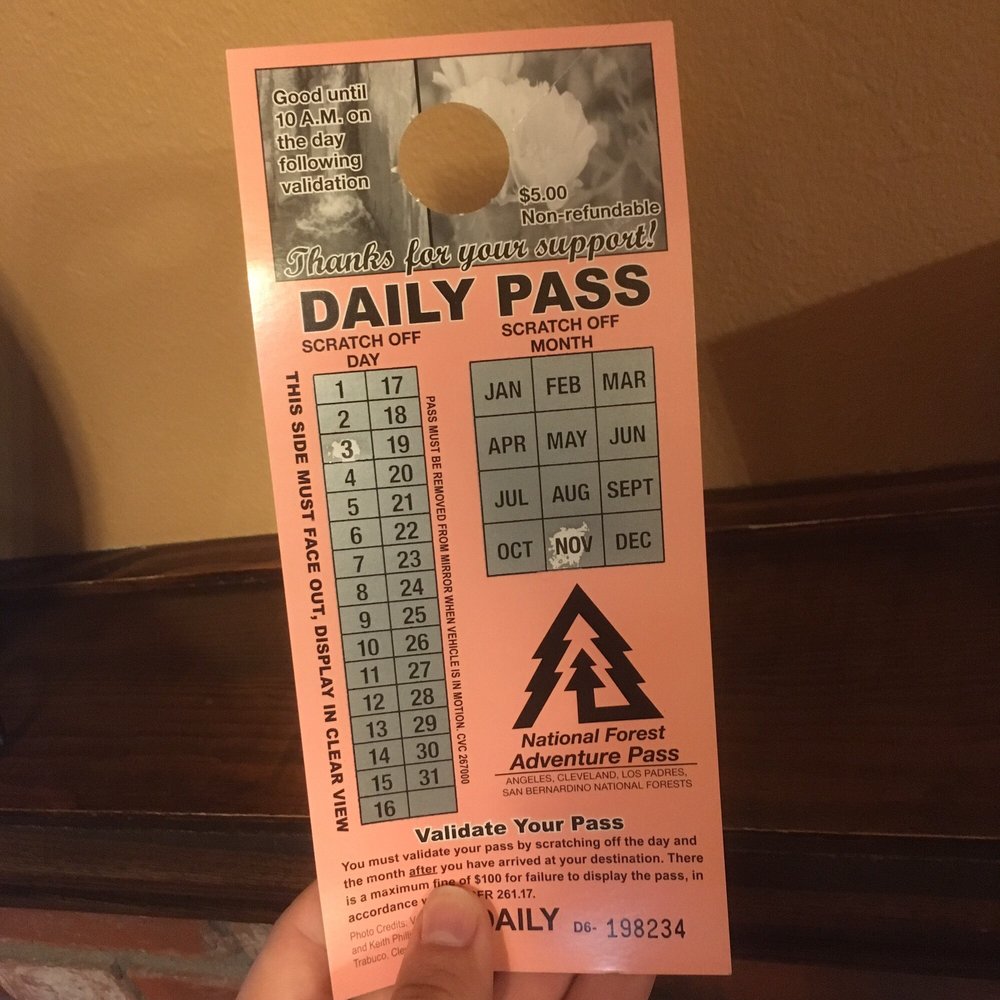 Good until
10 A.M. on
the day
following
validation
$5.00
Non-refundable
Thanks for your support!
DAILY PASS
SCRATCH OFF
DAY
SCRATCH OFF
MONTH
THIS SIDE MUST FACE OUT, DISPLAY IN CLEAR VIEW
1 17
2 18
3 19
4 20
5 21
6 22
7 23
8 24
9 25
10 26
11 27
12 28
13 29
14 30
15 31
16
PASS MUST BE REMOVED FROM MIRROR WHEN VEHICLE IS IN MOTION. CVC 267000
JAN FEB MAR
APR MAY JUN
JUL AUG SEPT
OCT NOV DEC
National Forest
Adventure Pass
ANGELES, CLEVELAND, LOS PADRES,
SAN BERNARDINO NATIONAL FORESTS
Validate Your Pass
You must validate your pass by scratching off the day and
the month after you have arrived at your destination. There
is a maximum fine of $100 for failure to display the pass, in
accordance 261.17.
Photo Credits:
and Keith
Trabuco,
DAILY D6- 198234